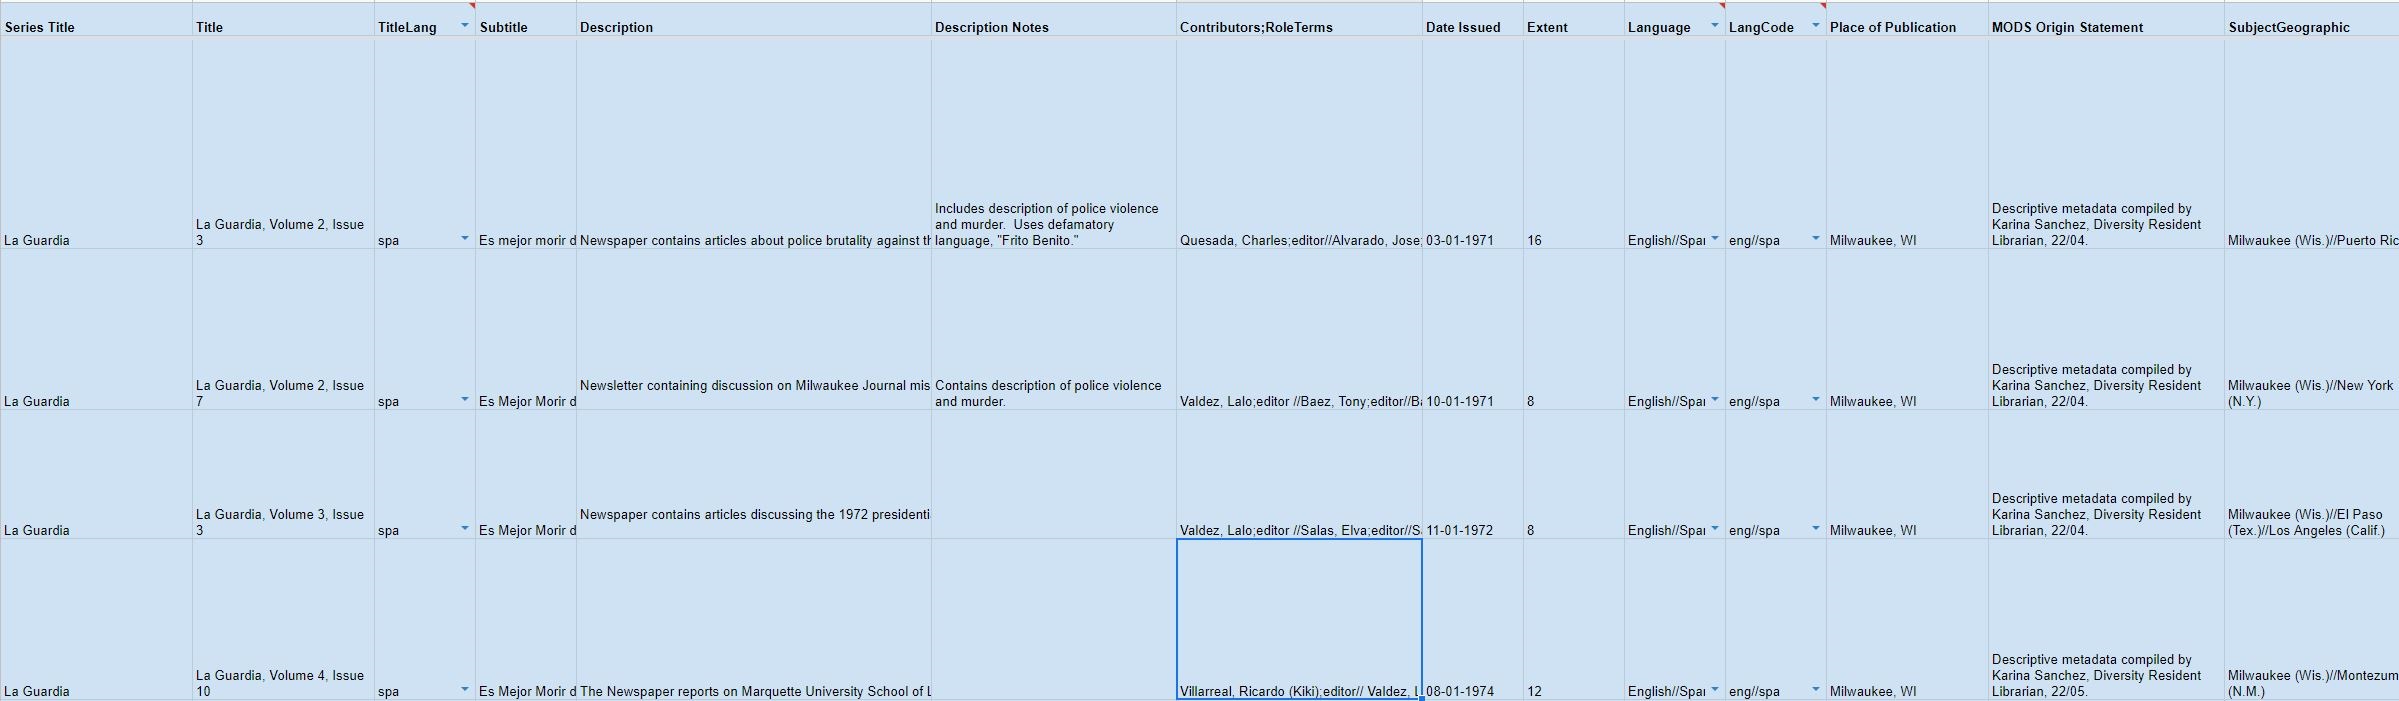 Series Title Title TitleLang Subtitle Description Description Notes Contributors;RoleTerms Date Issued Extent Language LangCode Place of Publication MODS Origin Statement SubjectGeographic
La Guardia
La Guardia, Volume 2, Issue
3
spa
Es mejor morir d
Newspaper contains articles about police brutality against th
Includes description of police violence
and murder.  Uses defamatory
language, "Frito Benito."
Quesada, Charles;editor//Alvarado, Jose;
03-01-1971
16
English//Spa
eng//spa
Milwaukee, WI
Descriptive metadata compiled by
Karina Sanchez, Diversity Resident
Librarian, 22/04.
Milwaukee (Wis.)//Puerto Ric
La Guardia
La Guardia, Volume 2, Issue
7
spa
Es Mejor Morir d
Newsletter containing discussion on Milwaukee Journal mis
Contains description of police violence
and murder.
Valdez, Lalo;editor //Baez, Tony;editor//Ba
10-01-1971
8
English//Spa
eng//spa
Milwaukee, WI
Descriptive metadata compiled by
Karina Sanchez, Diversity Resident
Librarian, 22/04.
Milwaukee (Wis.)//New York
(N.Y.)
La Guardia
La Guardia, Volume 3, Issue
3
spa
Es Mejor Morir d
Newspaper contains articles discussing the 1972 presidenti
Valdez, Lalo;editor //Salas, Elva;editor//S
11-01-1972
8
English//Spa
eng//spa
Milwaukee, WI
Descriptive metadata compiled by
Karina Sanchez, Diversity Resident
Librarian, 22/04.
Milwaukee (Wis.)//El Paso
(Tex.)//Los Angeles (Calif.)
La Guardia
La Guardia, Volume 4, Issue
10
spa
Es Mejor Morir d
The Newspaper reports on Marquette University School of L
Villarreal, Ricardo (Kiki);editor// Valdez, L
08-01-1974
12
English//Spa
eng//spa
Milwaukee, WI
Descriptive metadata compiled by
Karina Sanchez, Diversity Resident
Librarian, 22/05.
Milwaukee (Wis.)//Montezum
(N.M.)